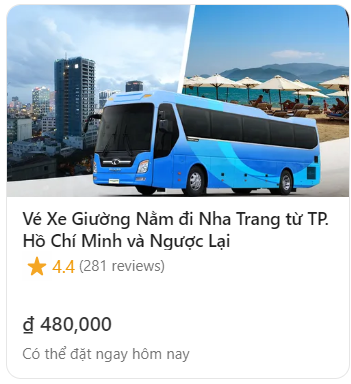 Vé Xe Giường Nằm đi Nha Trang từ TP.
Hồ Chí Minh và Ngược Lại
4.4 (281 reviews)
₫ 480,000
Có thể đặt ngay hôm nay